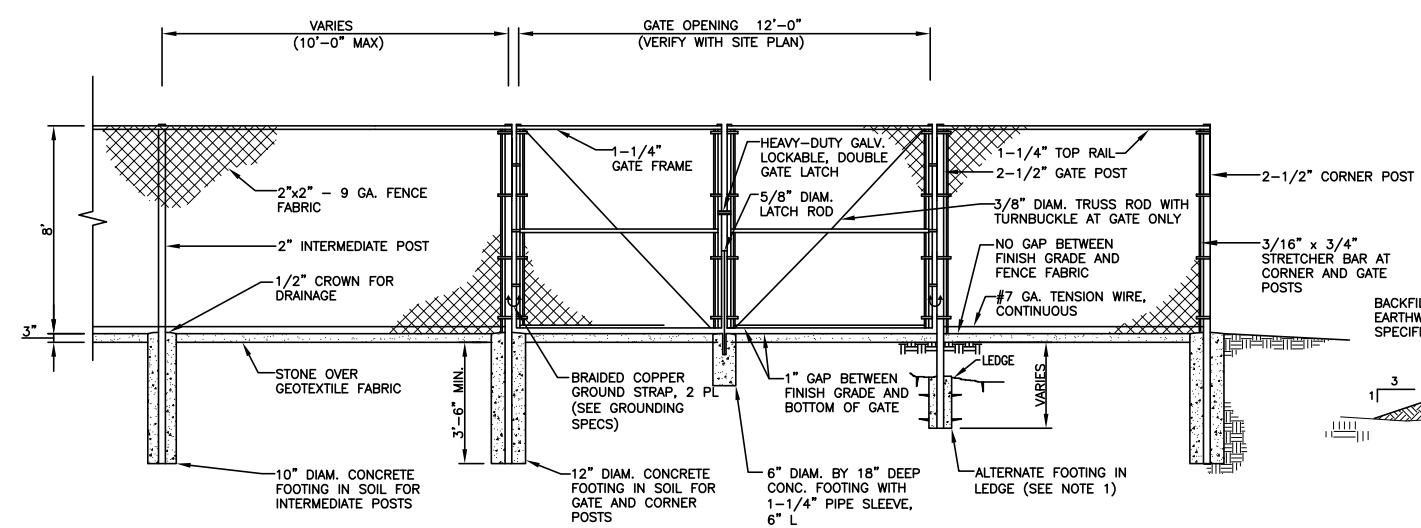 VARIES
(10'-0" MAX)
GATE OPENING 12'-0"
(VERIFY WITH SITE PLAN)
8'
3"
2"x2" – 9 GA. FENCE
FABRIC
2" INTERMEDIATE POST
1/2" CROWN FOR
DRAINAGE
STONE OVER
GEOTEXTILE FABRIC
10" DIAM. CONCRETE
FOOTING IN SOIL FOR
INTERMEDIATE POSTS
3'-6" MIN.
1-1/4"
GATE FRAME
HEAVY-DUTY GALV.
LOCKABLE, DOUBLE
GATE LATCH
5/8" DIAM.
LATCH ROD
BRAIDED COPPER
GROUND STRAP, 2 PL
(SEE GROUNDING
SPECS)
12" DIAM. CONCRETE
FOOTING IN SOIL FOR
GATE AND CORNER
POSTS
1" GAP BETWEEN
FINISH GRADE AND
BOTTOM OF GATE
6" DIAM. BY 18" DEEP
CONC. FOOTING WITH
1-1/4" PIPE SLEEVE,
6" L
1-1/4" TOP RAIL
2-1/2" GATE POST
3/8" DIAM. TRUSS ROD WITH
TURNBUCKLE AT GATE ONLY
NO GAP BETWEEN
FINISH GRADE AND
FENCE FABRIC
#7 GA. TENSION WIRE,
CONTINUOUS
LEDGE
VARIES
ALTERNATE FOOTING IN
LEDGE (SEE NOTE 1)
2-1/2" CORNER POST
3/16" x 3/4"
STRETCHER BAR AT
CORNER AND GATE
POSTS
BACKFIL
EARTHW
SPECIFI
3
1